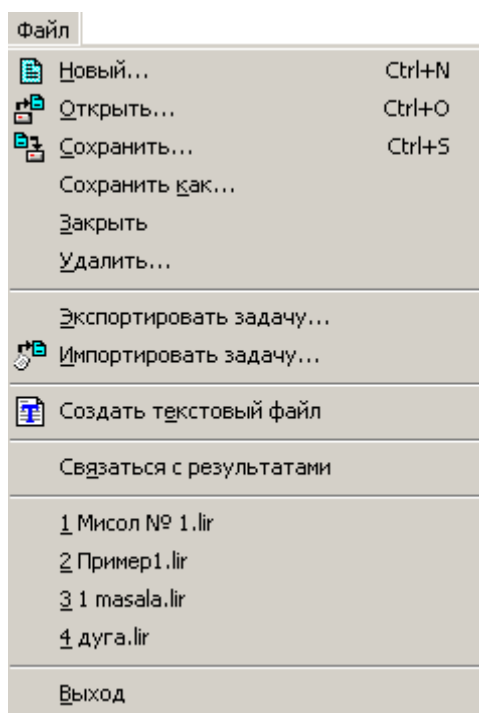 Файл
Новый... Ctrl+N
Открыть... Ctrl+O
Сохранить... Ctrl+S
Сохранить как...
Закрыть
Удалить...
Экспортировать задачу...
Импортировать задачу...
Создать текстовый файл
Связаться с результатами
1 Мисол № 1.lir
2 Пример1.lir
3 1 masala.lir
4 дуга.lir
Выход